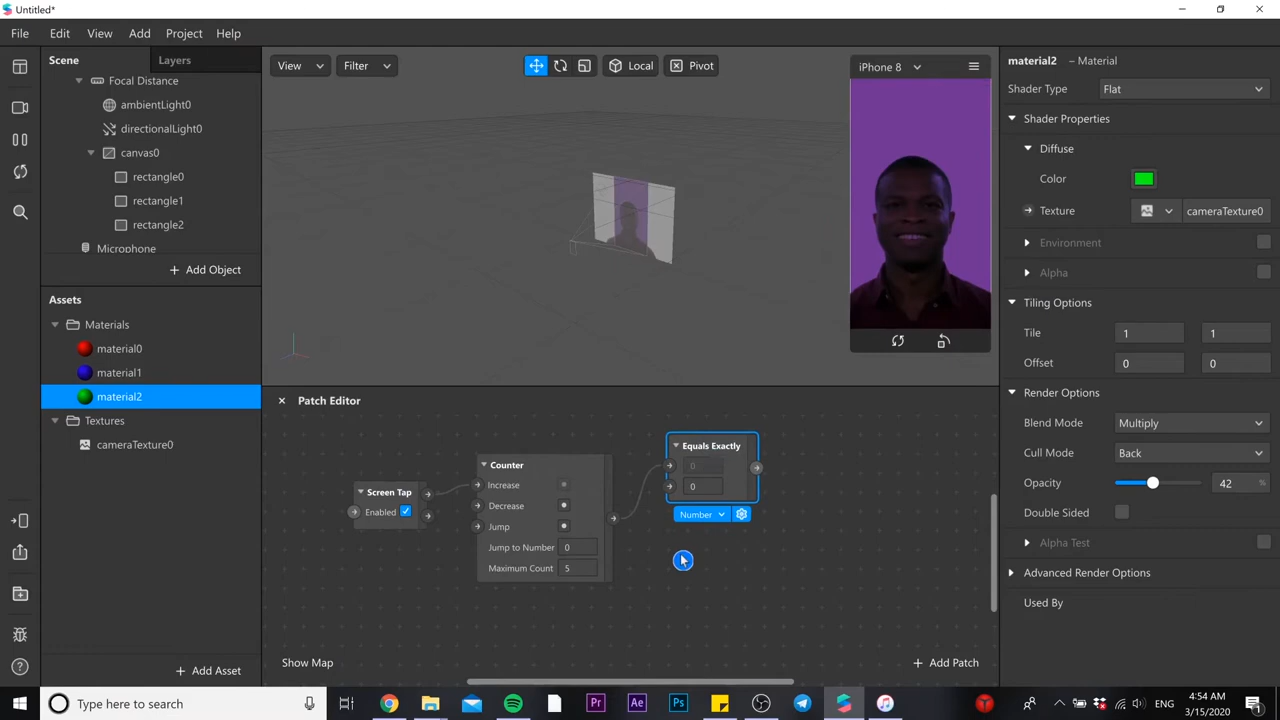 Untitled*
File Edit View Add Project Help
Scene Layers
Focal Distance
ambientLight0
directionalLight0
canvas0
rectangle0
rectangle1
rectangle2
Microphone
+ Add Object
Assets
Materials
material0
material1
material2
Textures
cameraTexture0
+ Add Asset
View Filter Local Pivot
iPhone 8
Patch Editor
Screen Tap
Enabled
Counter
Increase
Decrease
Jump
Jump to Number 0
Maximum Count 5
Equals Exactly
0
0
Number
Show Map
+ Add Patch
material2 – Material
Shader Type Flat
Shader Properties
Diffuse
Color
Texture cameraTexture0
Environment
Alpha
Tiling Options
Tile 1 1
Offset 0 0
Render Options
Blend Mode Multiply
Cull Mode Back
Opacity 42 %
Double Sided
Alpha Test
Advanced Render Options
Used By
Type here to search
Pr Ae Ps
ENG
4:54 AM
3/15/2020
1